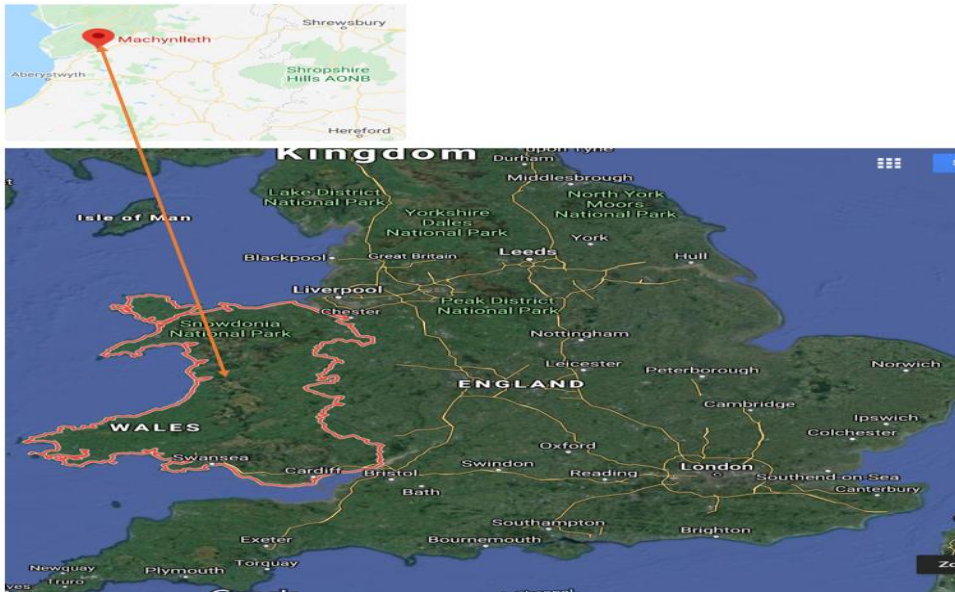 Shrewsbury
Machynlleth
Aberystwyth
Shropshire
Hills AONB
Hereford
Kingdom
Durham
Middlesbrough
Lake District
National Park
North York
Moors
National Park
Isle of Man
Yorkshire
Dales
National Park
York
Blackpool
Great Britain
Leeds
Hull
Liverpool
Chester
Peak District
National Park
Snowdonia
National Park
Nottingham
Leicester
Peterborough
Norwich
ENGLAND
Cambridge
WALES
Ipswich
Colchester
Oxford
Swansea
Cardiff
Bristol
Swindon
Reading
London
Southend-on-Sea
Canterbury
Bath
Southampton
Brighton
Exeter
Bournemouth
Newquay
Truro
Plymouth
Torquay